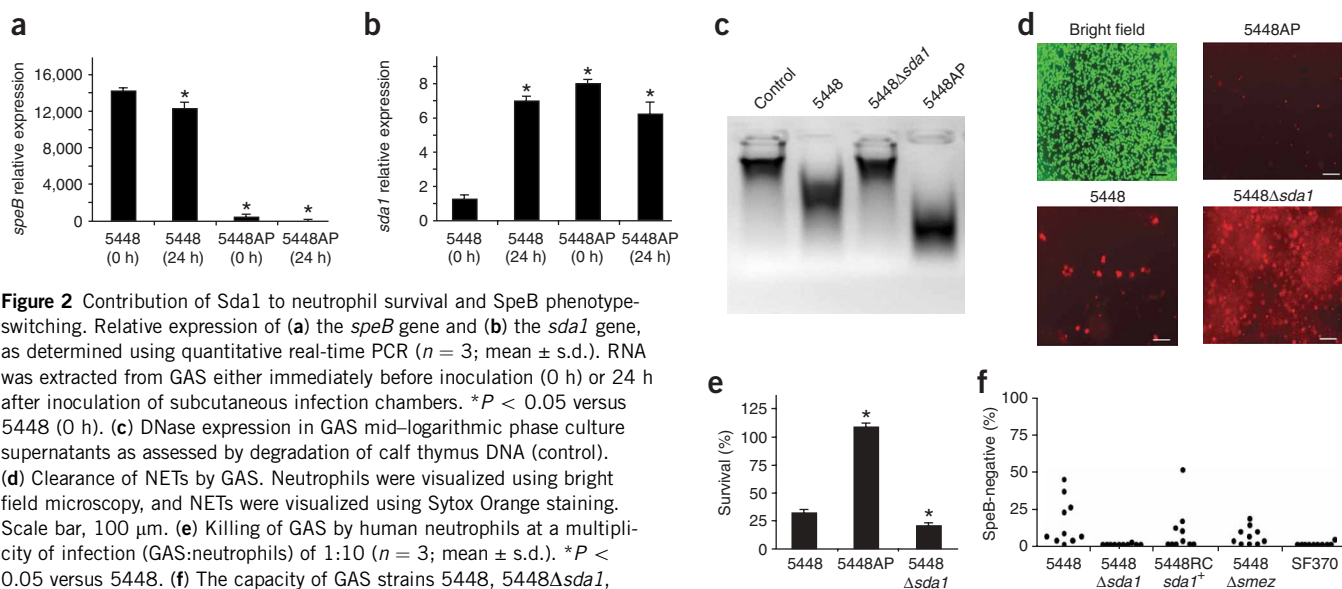 a
speB relative expression
16,000
12,000
8,000
4,000
0
*
*
*
5448
(0 h)
5448
(24 h)
5448AP
(0 h)
5448AP
(24 h)
b
sda1 relative expression
8
6
4
2
0
*
*
*
5448
(0 h)
5448
(24 h)
5448AP
(0 h)
5448AP
(24 h)
c
Control
5448
5448Δsda1
5448AP
d
Bright field
5448AP
5448
5448Δsda1
Figure 2 Contribution of Sda1 to neutrophil survival and SpeB phenotype-
switching. Relative expression of (a) the speB gene and (b) the sda1 gene,
as determined using quantitative real-time PCR (n = 3; mean ± s.d.). RNA
was extracted from GAS either immediately before inoculation (0 h) or 24 h
after inoculation of subcutaneous infection chambers. *P < 0.05 versus
5448 (0 h). (c) DNase expression in GAS mid–logarithmic phase culture
supernatants as assessed by degradation of calf thymus DNA (control).
(d) Clearance of NETs by GAS. Neutrophils were visualized using bright
field microscopy, and NETs were visualized using Sytox Orange staining.
Scale bar, 100 μm. (e) Killing of GAS by human neutrophils at a multipli-
city of infection (GAS:neutrophils) of 1:10 (n = 3; mean ± s.d.). *P <
0.05 versus 5448. (f) The capacity of GAS strains 5448, 5448Δsda1,
e
Survival (%)
125
100
75
50
25
0
*
*
5448
5448AP
5448
Δsda1
f
SpeB-negative (%)
100
75
50
25
0
5448
5448
Δsda1
5448RC
sda1+
5448
Δsmez
SF370